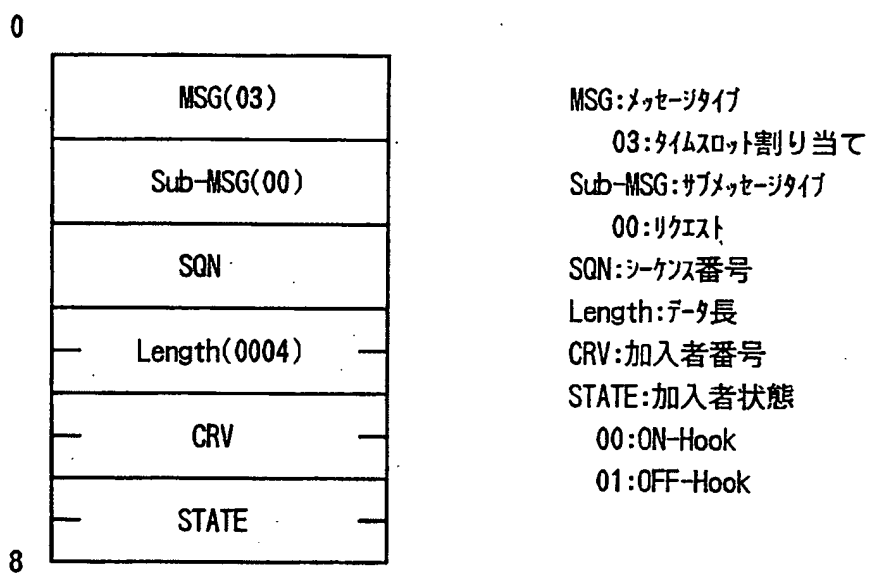 0
MSG(03)
Sub-MSG(00)
SQN
Length(0004)
CRV
STATE
8
MSG:メッセージタイプ
03:タイムスロット割り当て
Sub-MSG:サブメッセージタイプ
00:リクエスト
SQN:シーケンス番号
Length:データ長
CRV:加入者番号
STATE:加入者状態
00:ON-Hook
01:OFF-Hook